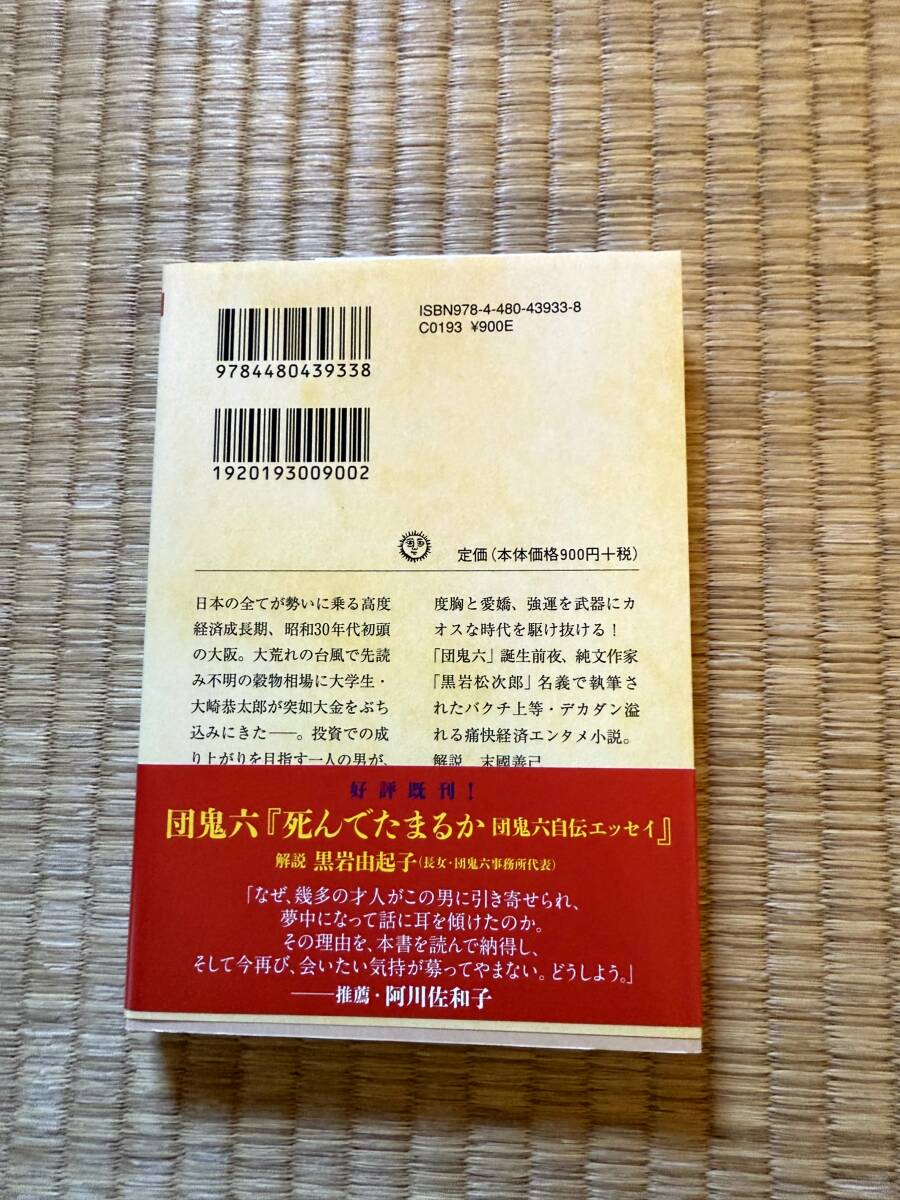 ISBN978-4-480-43933-8
C0193 ¥900E
9784480439338
1920193009002
定価(本体価格900円+税)
日本の全てが勢いに乗る高度
経済成長期、昭和30年代初頭
の大阪。大荒れの台風で先読
み不明の穀物相場に大学生・
大崎恭太郎が突如大金をぶち
込みにきた――。投資での成
り上がりを目指す一人の男が、
度胸と愛嬌、強運を武器にカ
オスな時代を駆け抜ける!
「団鬼六」誕生前夜、純文作家
「黒岩松次郎」名義で執筆さ
れたバクチ上等・デカダン溢
れる痛快経済エンタメ小説。
解説 末國善己
好評既刊!
団鬼六『死んでたまるか 団鬼六自伝エッセイ』
解説 黒岩由起子(長女・団鬼六事務所代表)
「なぜ、幾多の才人がこの男に引き寄せられ、
夢中になって話に耳を傾けたのか。
その理由を、本書を読んで納得し、
そして今再び、会いたい気持が募ってやまない。どうしよう。」
――推薦・阿川佐和子